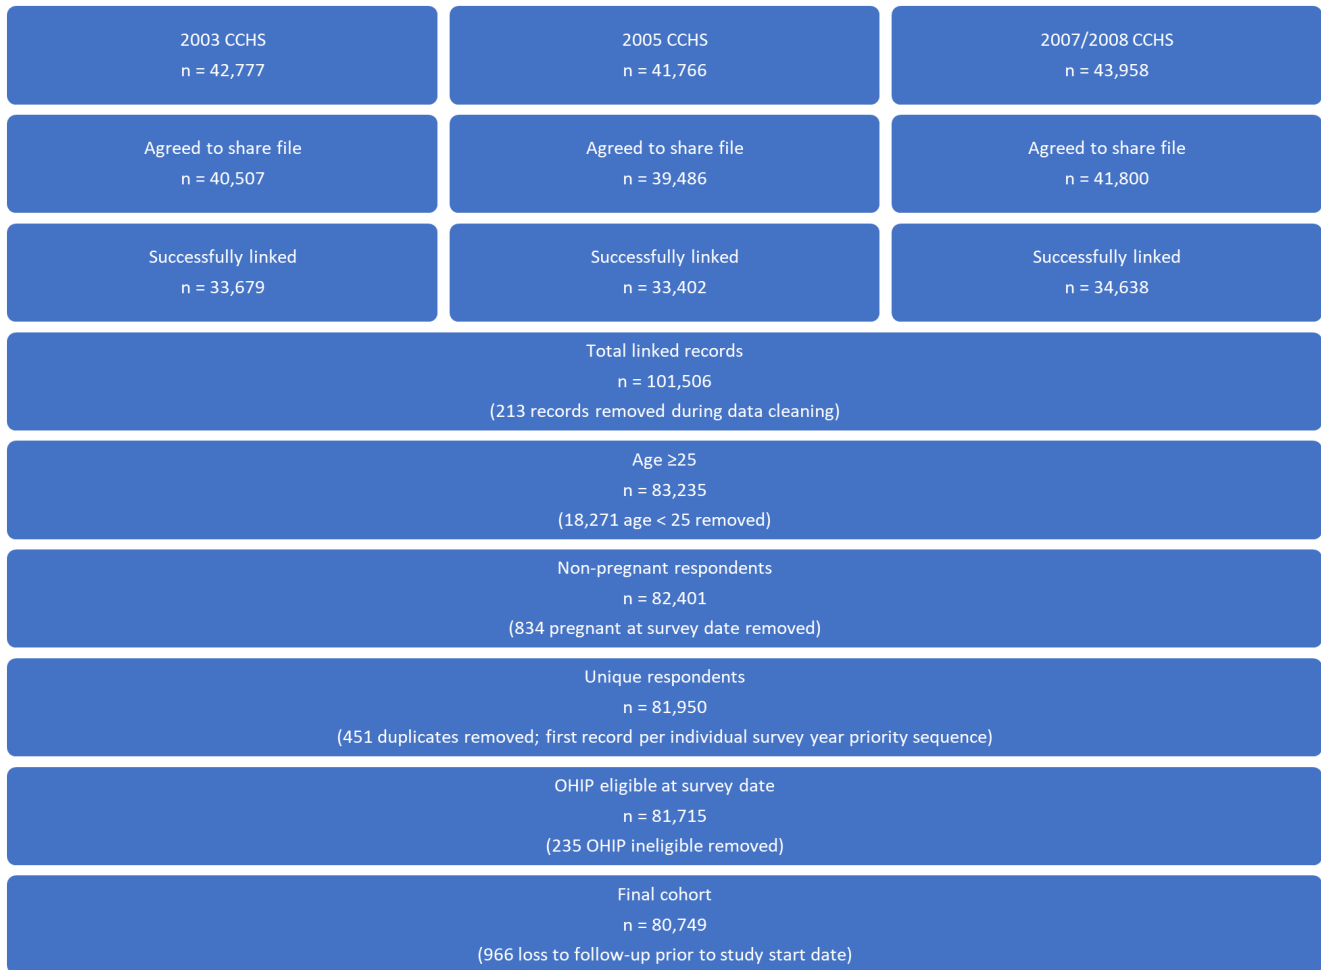 2003 CCHS
n = 42,777
2005 CCHS
n = 41,766
2007/2008 CCHS
n = 43,958
Agreed to share file
n = 40,507
Agreed to share file
n = 39,486
Agreed to share file
n = 41,800
Successfully linked
n = 33,679
Successfully linked
n = 33,402
Successfully linked
n = 34,638
Total linked records
n = 101,506
(213 records removed during data cleaning)
Age ≥25
n = 83,235
(18,271 age < 25 removed)
Non-pregnant respondents
n = 82,401
(834 pregnant at survey date removed)
Unique respondents
n = 81,950
(451 duplicates removed; first record per individual survey year priority sequence)
OHIP eligible at survey date
n = 81,715
(235 OHIP ineligible removed)
Final cohort
n = 80,749
(966 loss to follow-up prior to study start date)